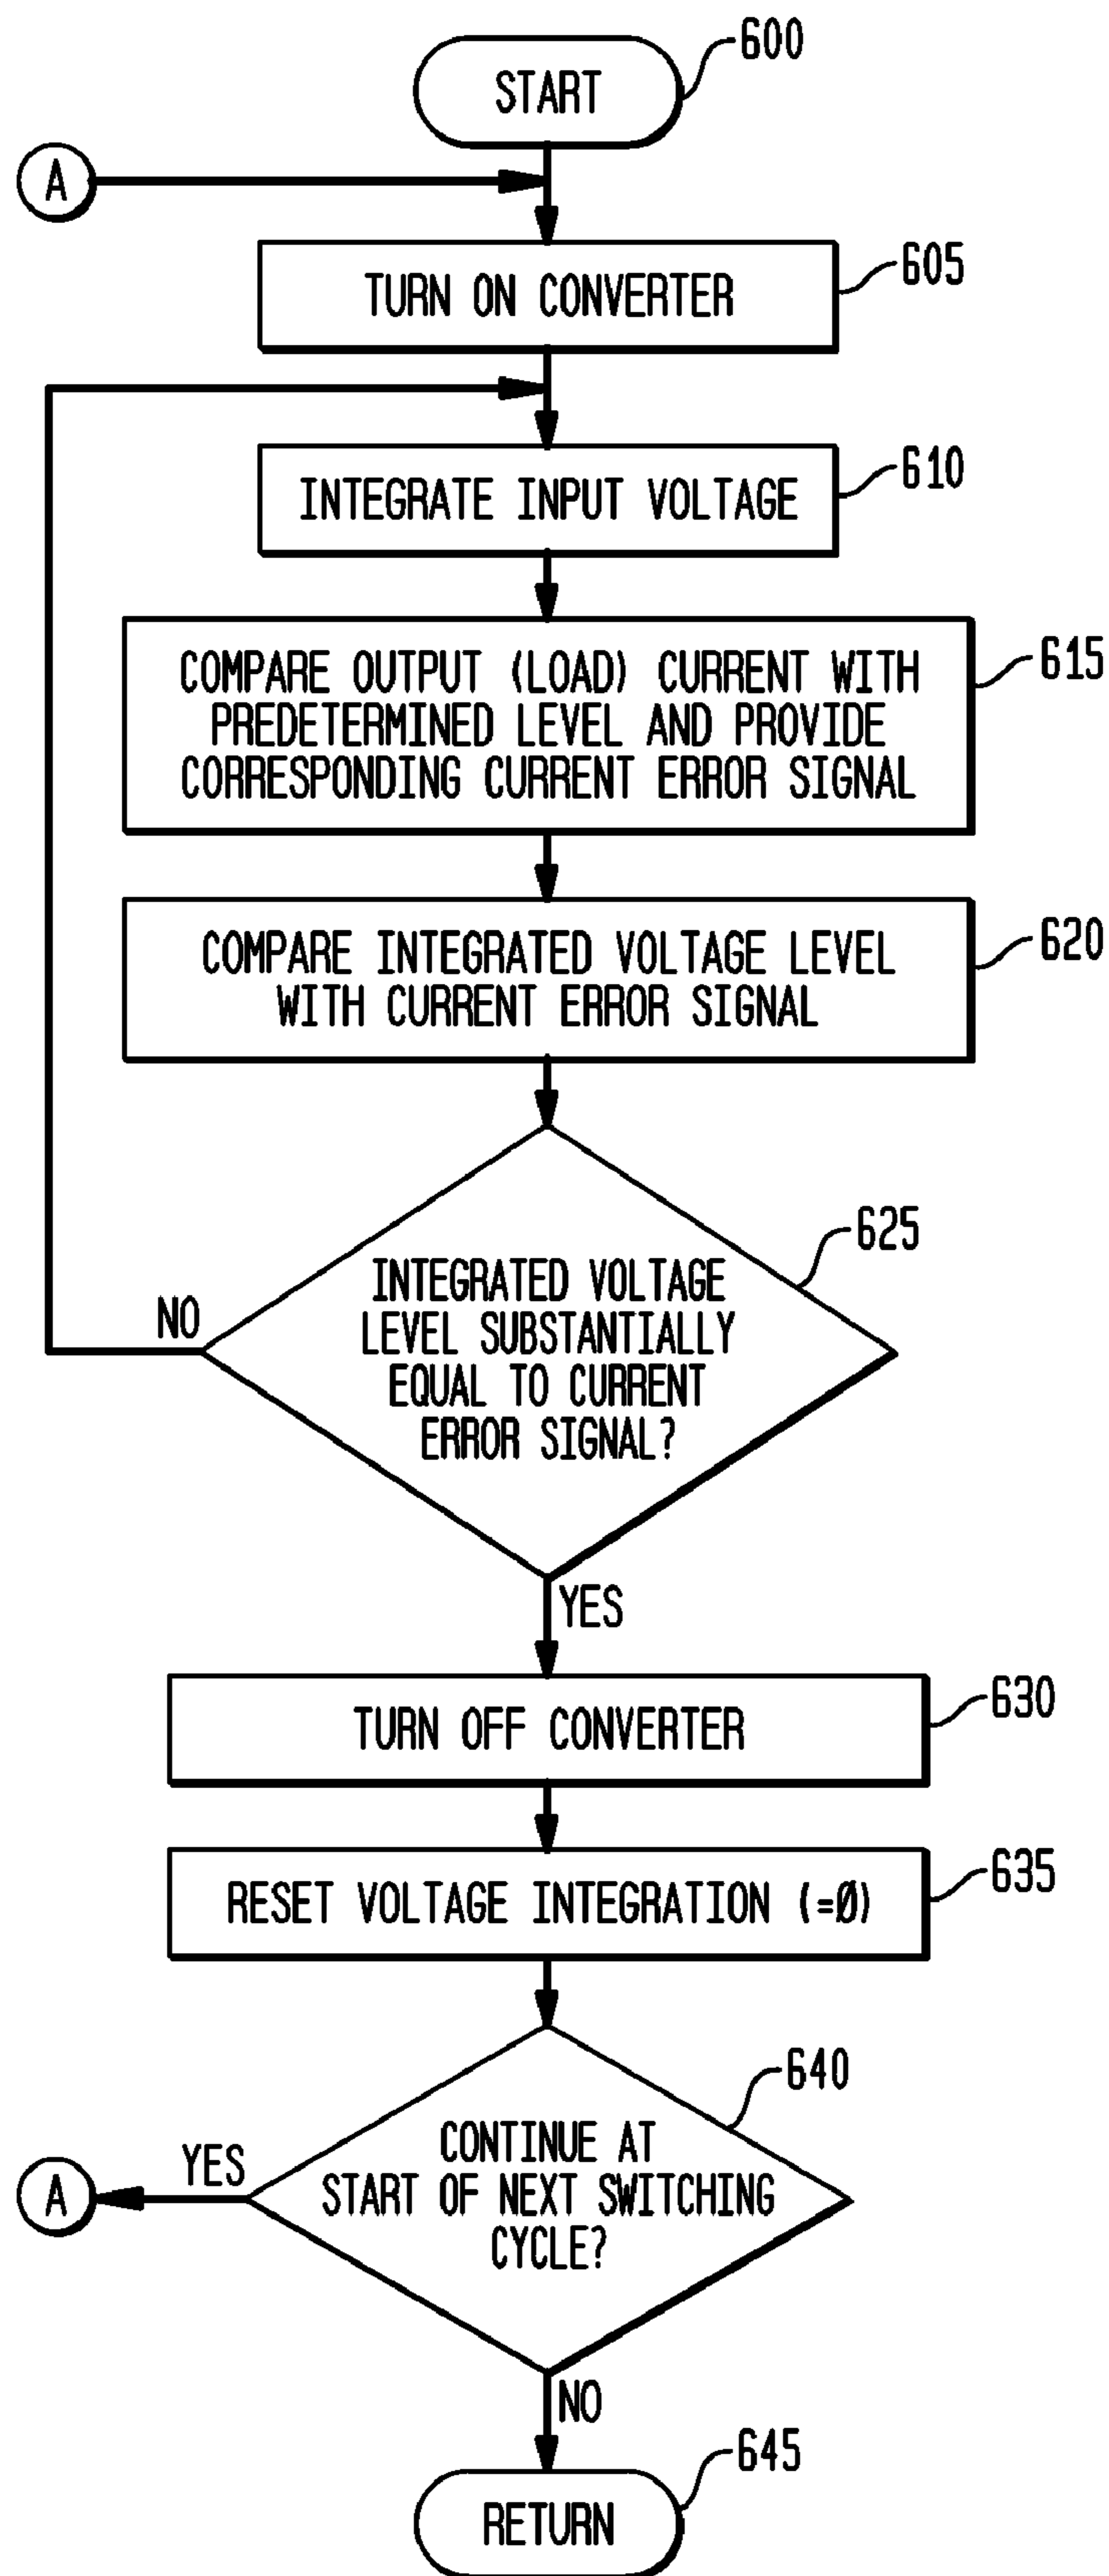 600
START
A
605
TURN ON CONVERTER
610
INTEGRATE INPUT VOLTAGE
615
COMPARE OUTPUT (LOAD) CURRENT WITH
PREDETERMINED LEVEL AND PROVIDE
CORRESPONDING CURRENT ERROR SIGNAL
620
COMPARE INTEGRATED VOLTAGE LEVEL
WITH CURRENT ERROR SIGNAL
625
INTEGRATED VOLTAGE
LEVEL SUBSTANTIALLY
EQUAL TO CURRENT
ERROR SIGNAL?
NO
YES
630
TURN OFF CONVERTER
635
RESET VOLTAGE INTEGRATION (=Ø)
640
CONTINUE AT
START OF NEXT SWITCHING
CYCLE?
YES
A
NO
645
RETURN